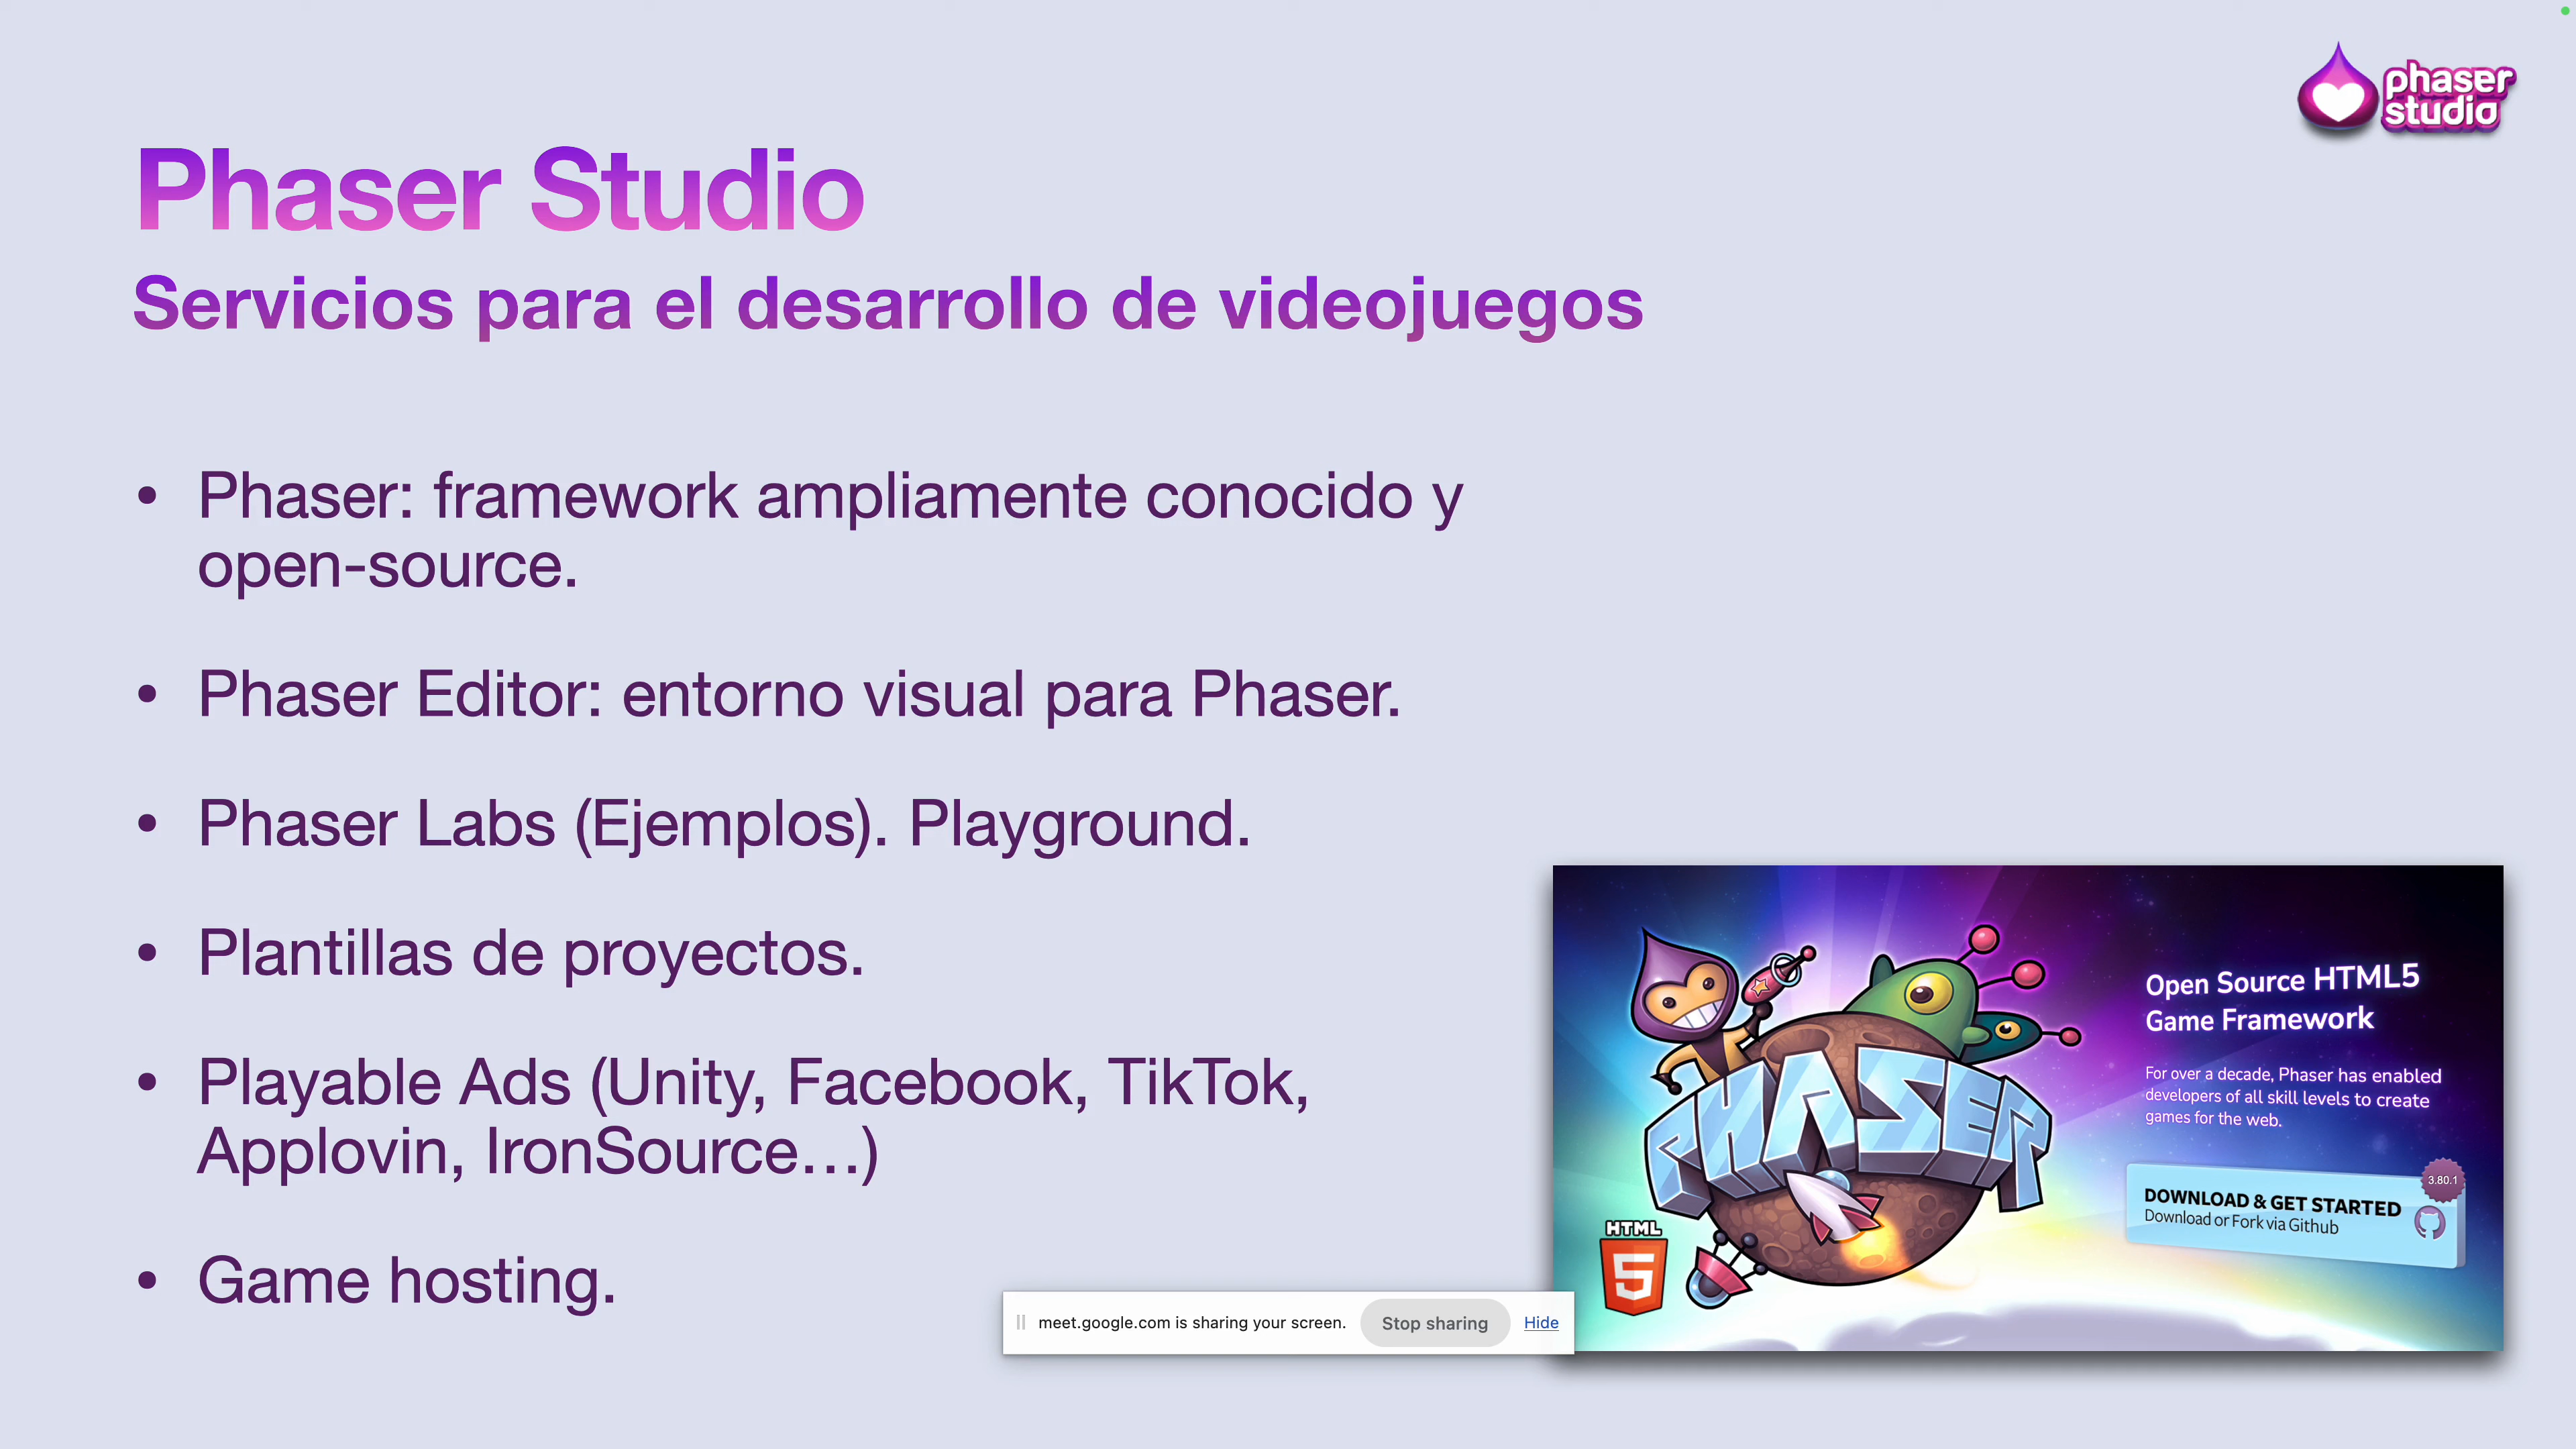 phaser
studio
Phaser Studio
Servicios para el desarrollo de videojuegos
• Phaser: framework ampliamente conocido y
open-source.
• Phaser Editor: entorno visual para Phaser.
• Phaser Labs (Ejemplos). Playground.
• Plantillas de proyectos.
• Playable Ads (Unity, Facebook, TikTok,
Applovin, IronSource…)
• Game hosting.
PHASER
HTML
5
Open Source HTML5
Game Framework
For over a decade, Phaser has enabled
developers of all skill levels to create
games for the web.
3.80.1
DOWNLOAD & GET STARTED
Download or Fork via Github
meet.google.com is sharing your screen. Stop sharing Hide